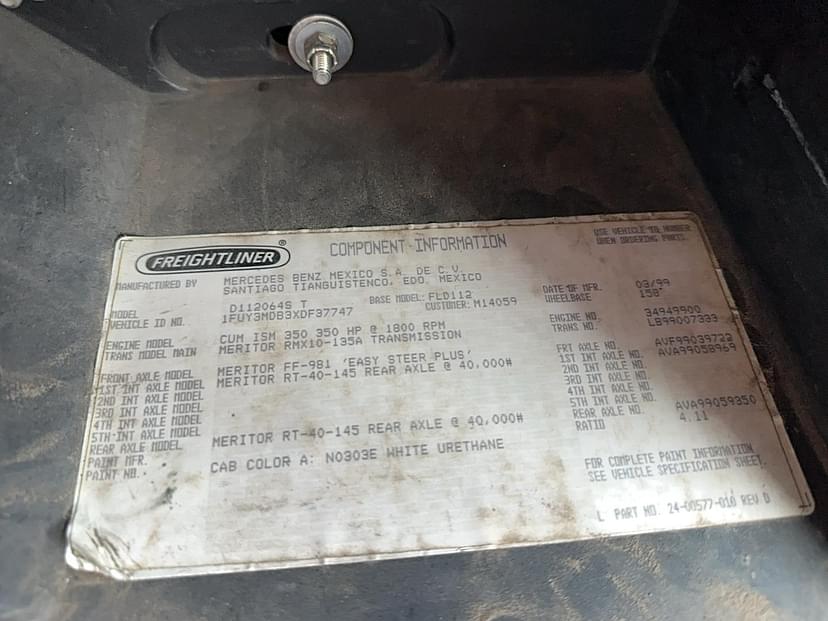 FREIGHTLINER ®
COMPONENT INFORMATION
USE VEHICLE ID NUMBER
WHEN ORDERING PARTS.
MANUFACTURED BY MERCEDES BENZ MEXICO S.A. DE C.V.
SANTIAGO TIANGUISTENCO, EDO. MEXICO
DATE OF MFR. 03/99
MODEL D112064S T BASE MODEL: FLD112 WHEELBASE 158"
VEHICLE ID NO. 1FUY3MDB3XDF37747 CUSTOMER: M14059
ENGINE MODEL CUM ISM 350 350 HP @ 1800 RPM ENGINE NO. 34949900
TRANS MODEL MAIN MERITOR RMX10-135A TRANSMISSION TRANS NO. LB99007333
FRONT AXLE MODEL MERITOR FF-981 'EASY STEER PLUS' FRT AXLE NO. AVF99039723
1ST INT AXLE MODEL MERITOR RT-40-145 REAR AXLE @ 40,000# 1ST INT AXLE NO. AVA99058969
2ND INT AXLE MODEL 2ND INT AXLE NO.
3RD INT AXLE MODEL 3RD INT AXLE NO.
4TH INT AXLE MODEL 4TH INT AXLE NO.
5TH INT AXLE MODEL 5TH INT AXLE NO.
REAR AXLE MODEL MERITOR RT-40-145 REAR AXLE @ 40,000# REAR AXLE NO. AVA99059350
PAINT MFR. RATIO 4.11
PAINT NO. CAB COLOR A: N0303E WHITE URETHANE
FOR COMPLETE PAINT INFORMATION
SEE VEHICLE SPECIFICATION SHEET.
L PART NO. 24-00577-010 REV D